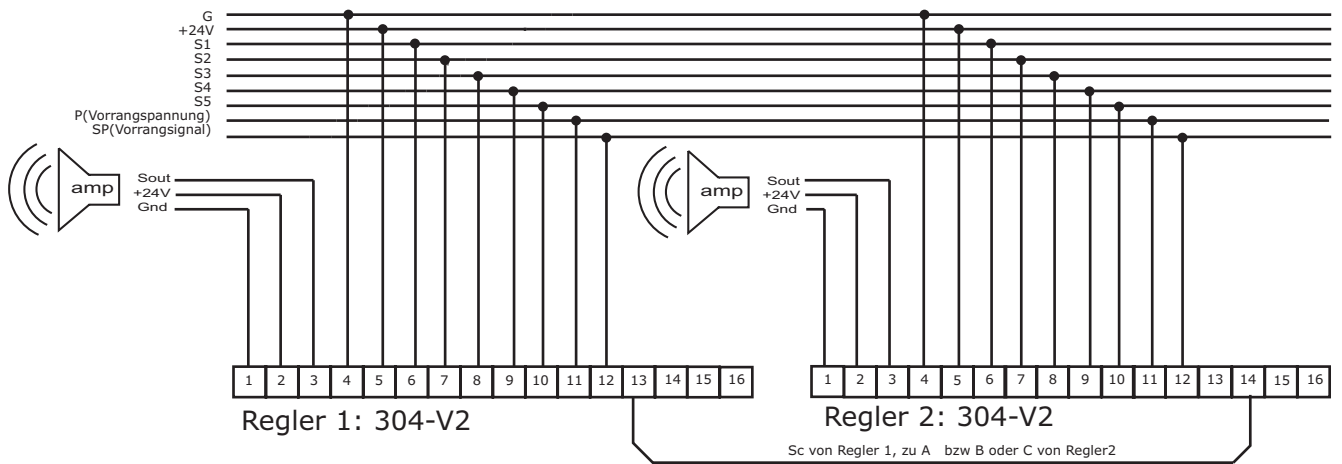 G
+24V
S1
S2
S3
S4
S5
P(Vorrangspannung)
SP(Vorrangsignal)
amp
Sout
+24V
Gnd
amp
Sout
+24V
Gnd
1 2 3 4 5 6 7 8 9 10 11 12 13 14 15 16
1 2 3 4 5 6 7 8 9 10 11 12 13 14 15 16
Regler 1: 304-V2
Regler 2: 304-V2
Sc von Regler 1, zu A bzw B oder C von Regler2